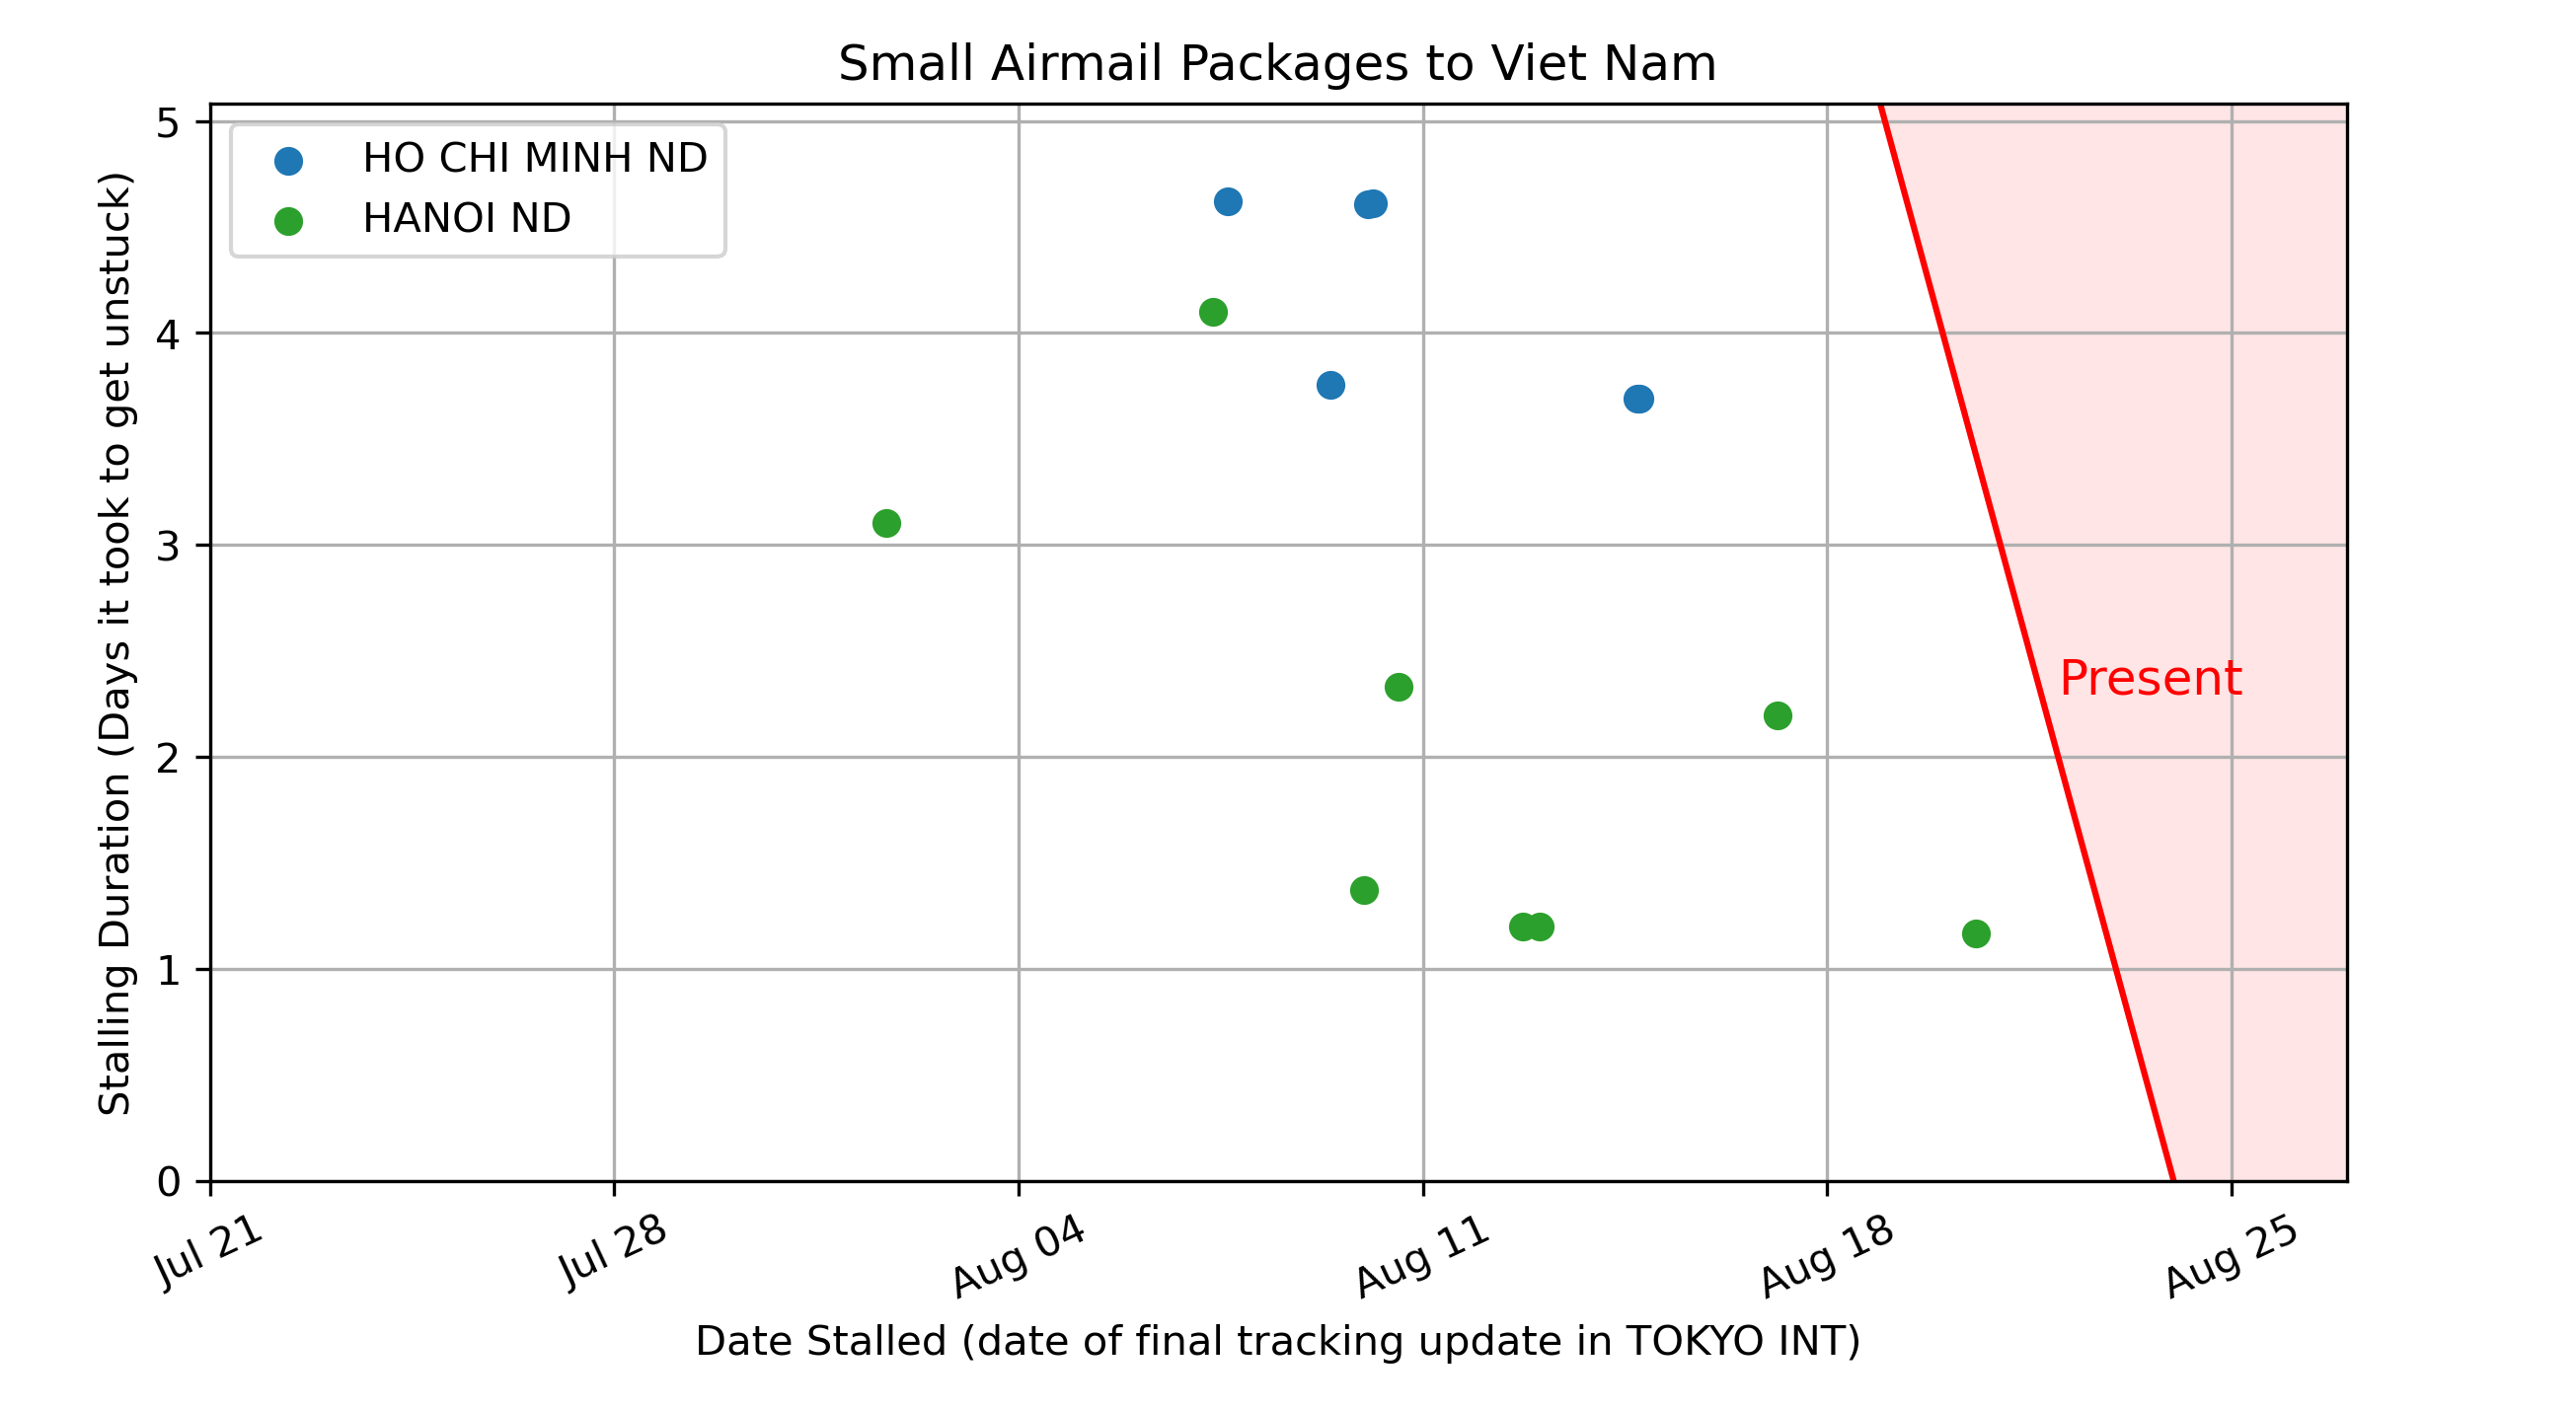 Small Airmail Packages to Viet Nam
HO CHI MINH ND
HANOI ND
Stalling Duration (Days it took to get unstuck)
5
4
3
2
1
0
Present
Jul 21
Jul 28
Aug 04
Aug 11
Aug 18
Aug 25
Date Stalled (date of final tracking update in TOKYO INT)